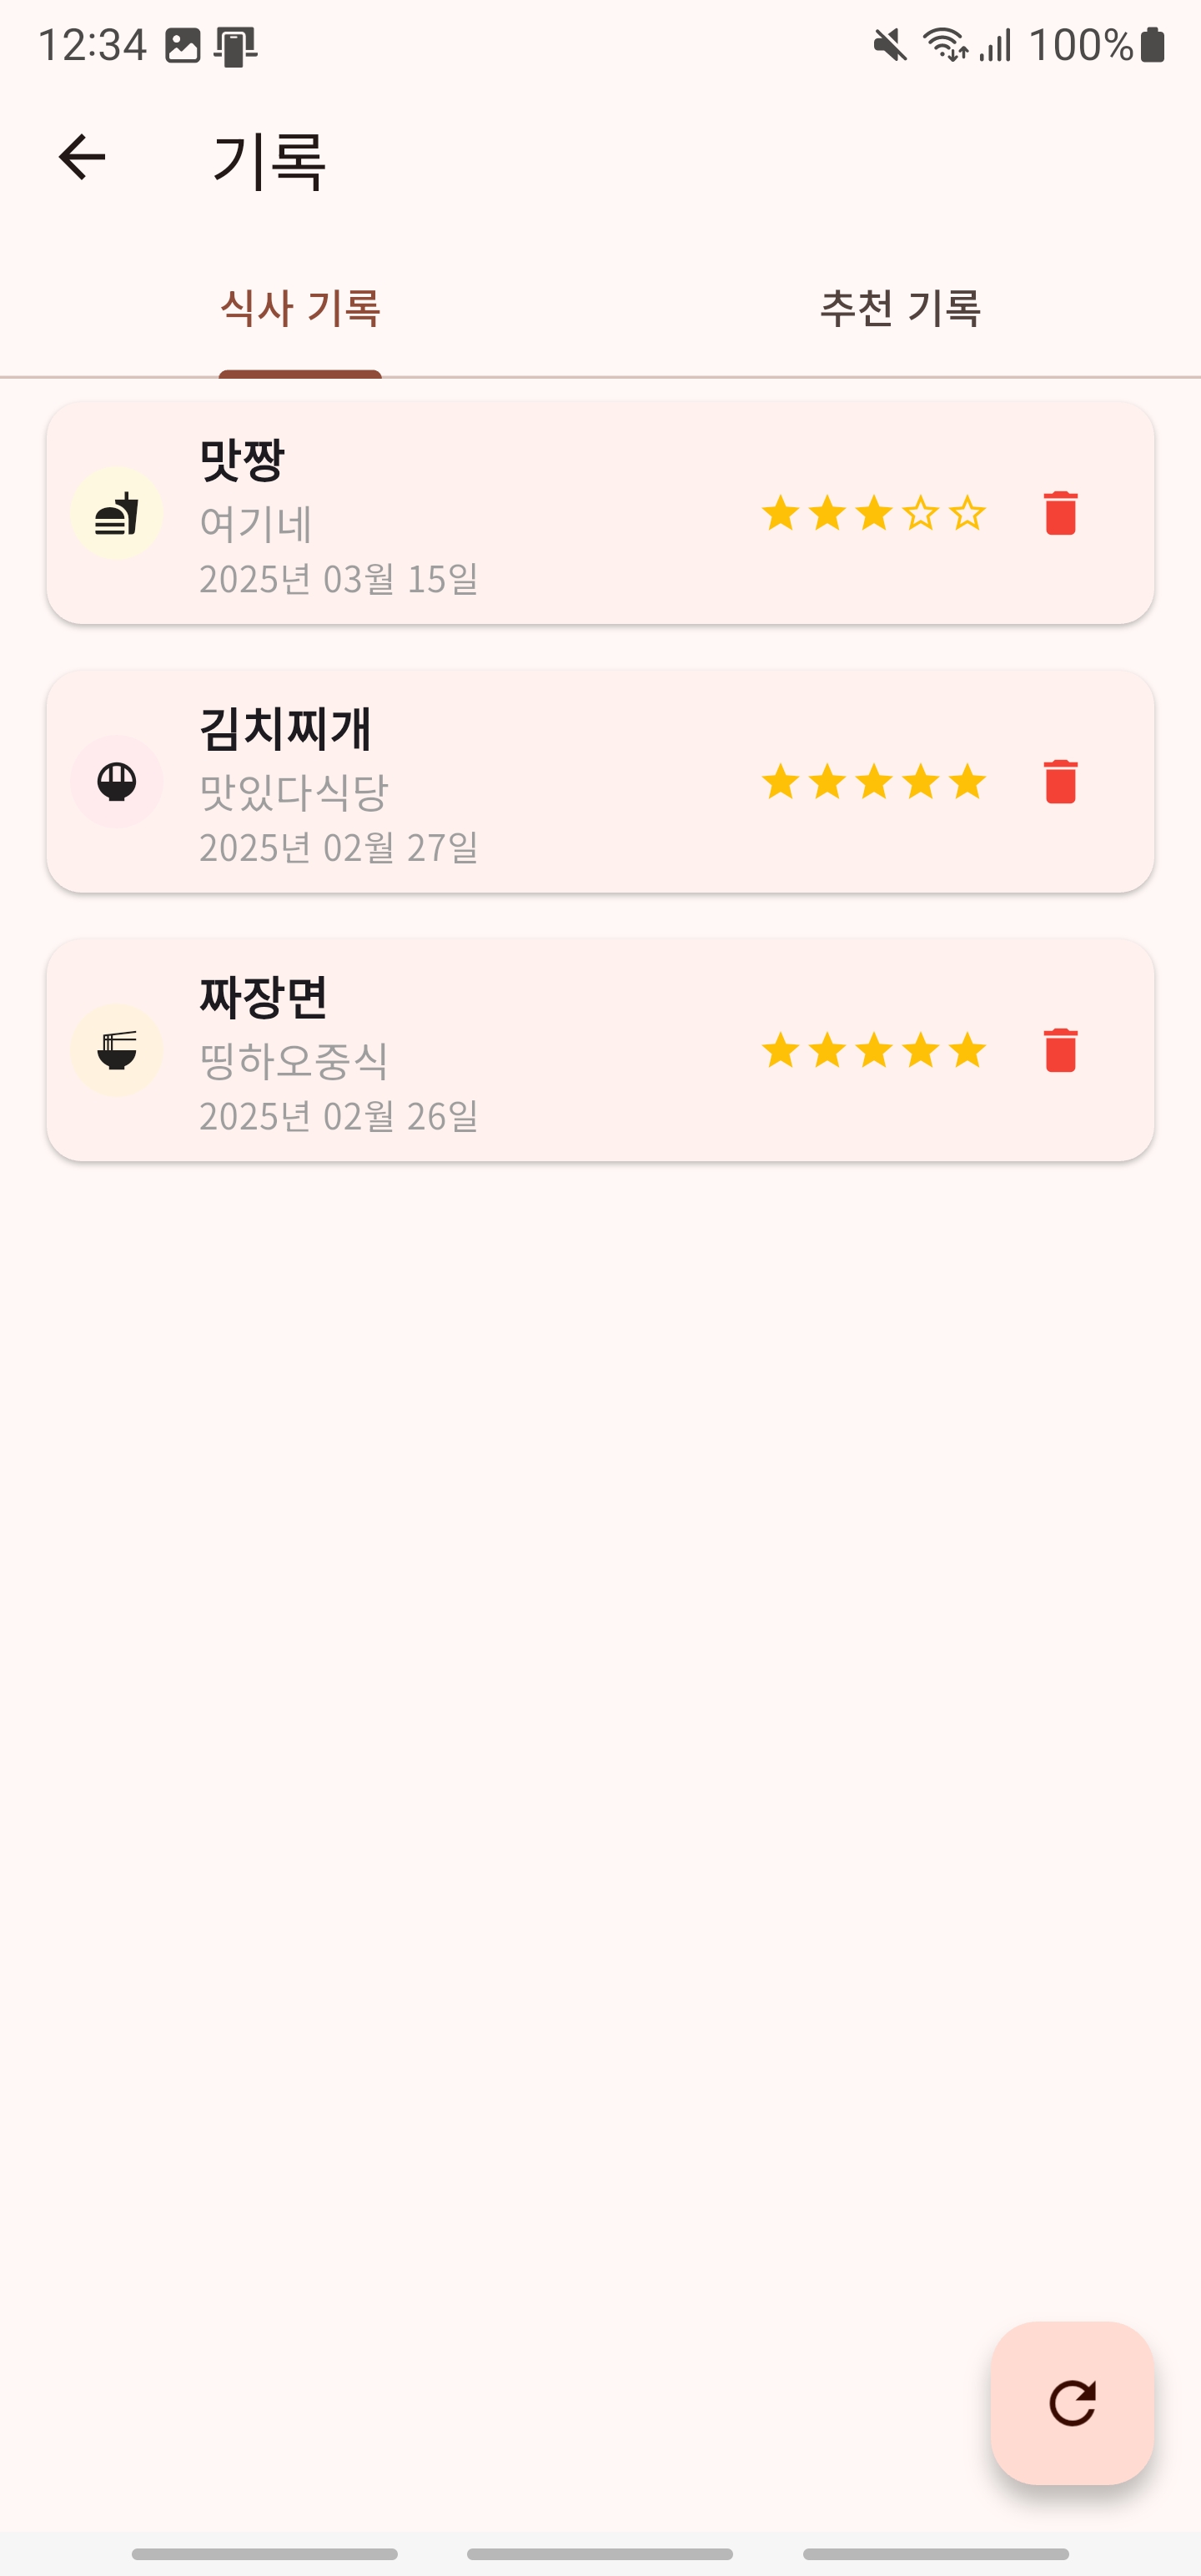 12:34 100%
기록
식사 기록 추천 기록
맛짱
여기네
2025년 03월 15일
김치찌개
맛있다식당
2025년 02월 27일
짜장면
띵하오중식
2025년 02월 26일